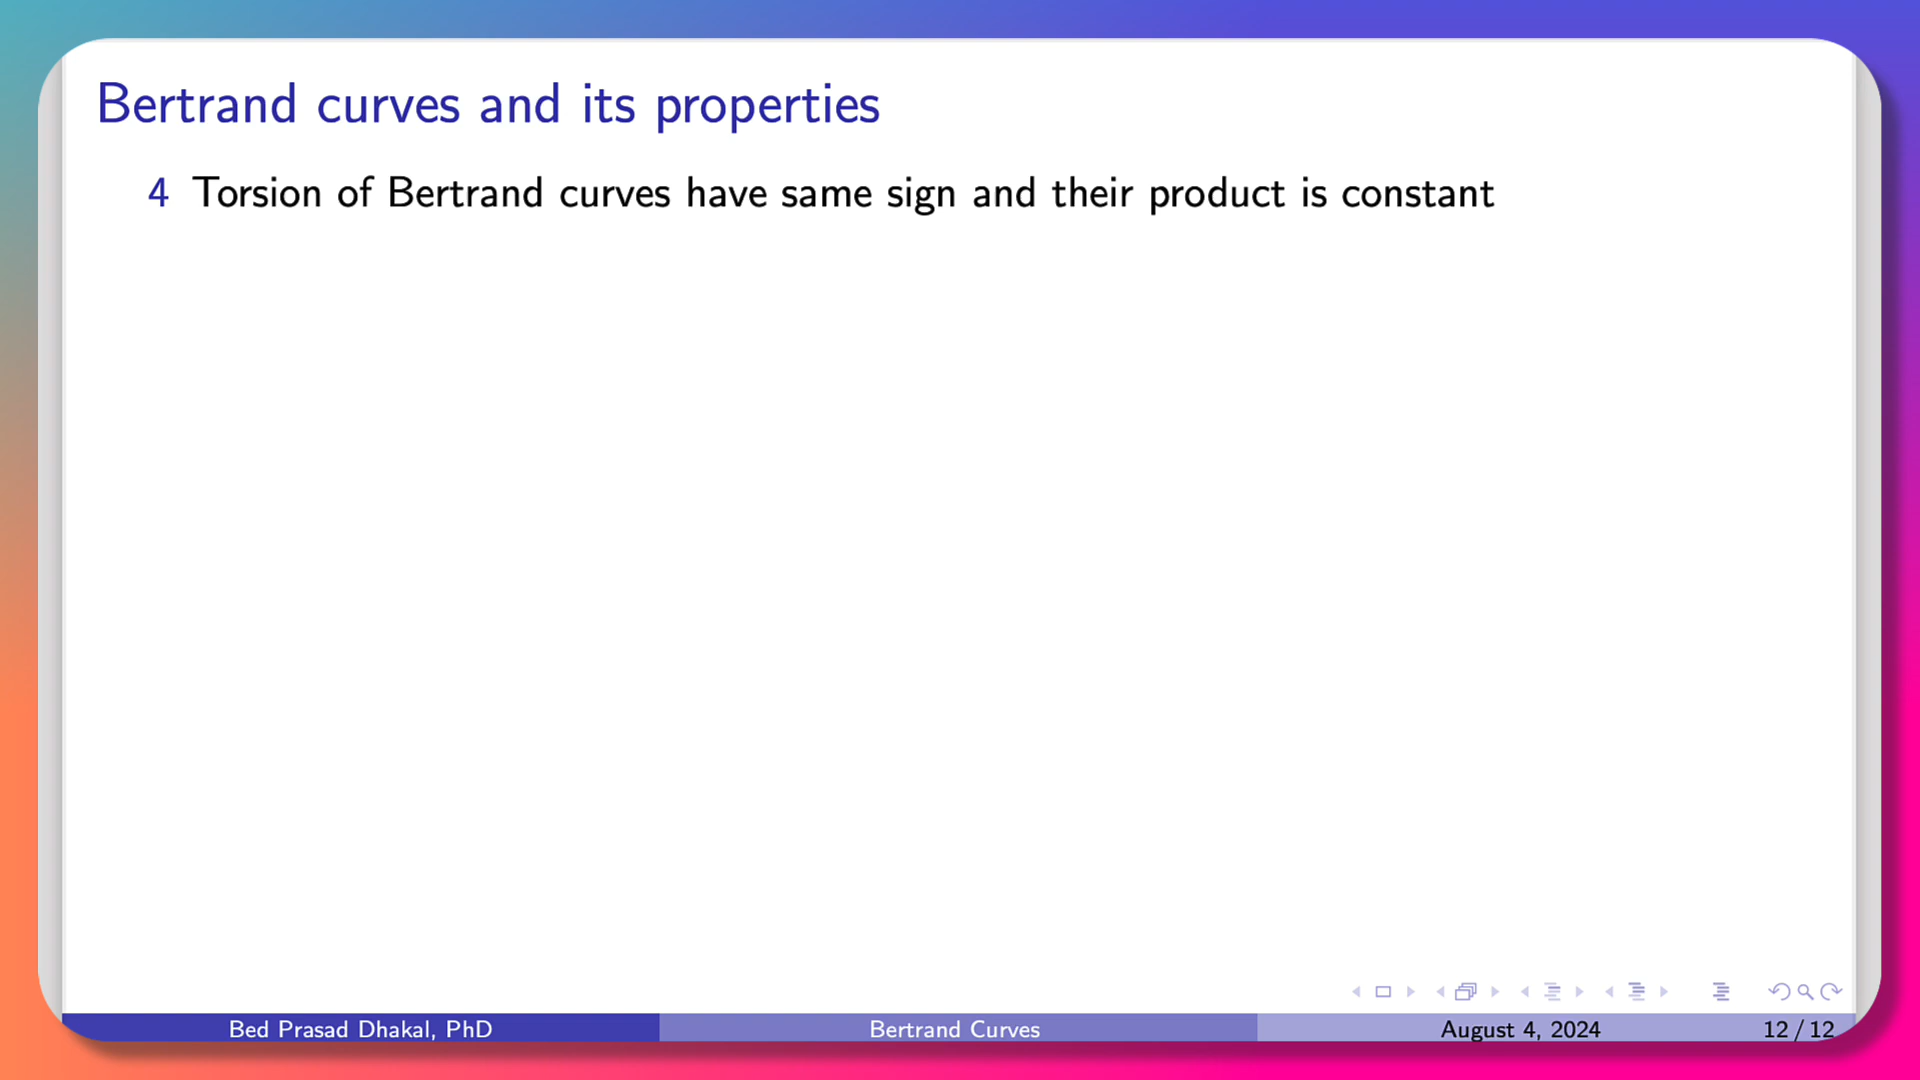 Bertrand curves and its properties
4 Torsion of Bertrand curves have same sign and their product is constant
Bed Prasad Dhakal, PhD Bertrand Curves August 4, 2024 12 / 12